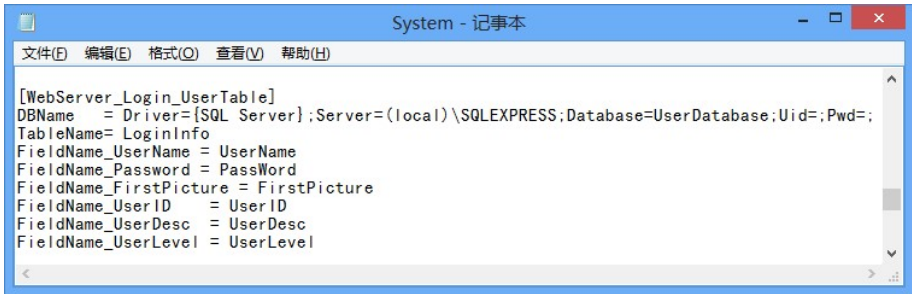 System - 记事本
文件(F) 编辑(E) 格式(O) 查看(V) 帮助(H)
[WebServer_Login_UserTable]
DBName   = Driver={SQL Server};Server=(local)\SQLEXPRESS;Database=UserDatabase;Uid=;Pwd=;
TableName= LoginInfo
FieldName_UserName = UserName
FieldName_Password = PassWord
FieldName_FirstPicture = FirstPicture
FieldName_UserID    = UserID
FieldName_UserDesc  = UserDesc
FieldName_UserLevel = UserLevel